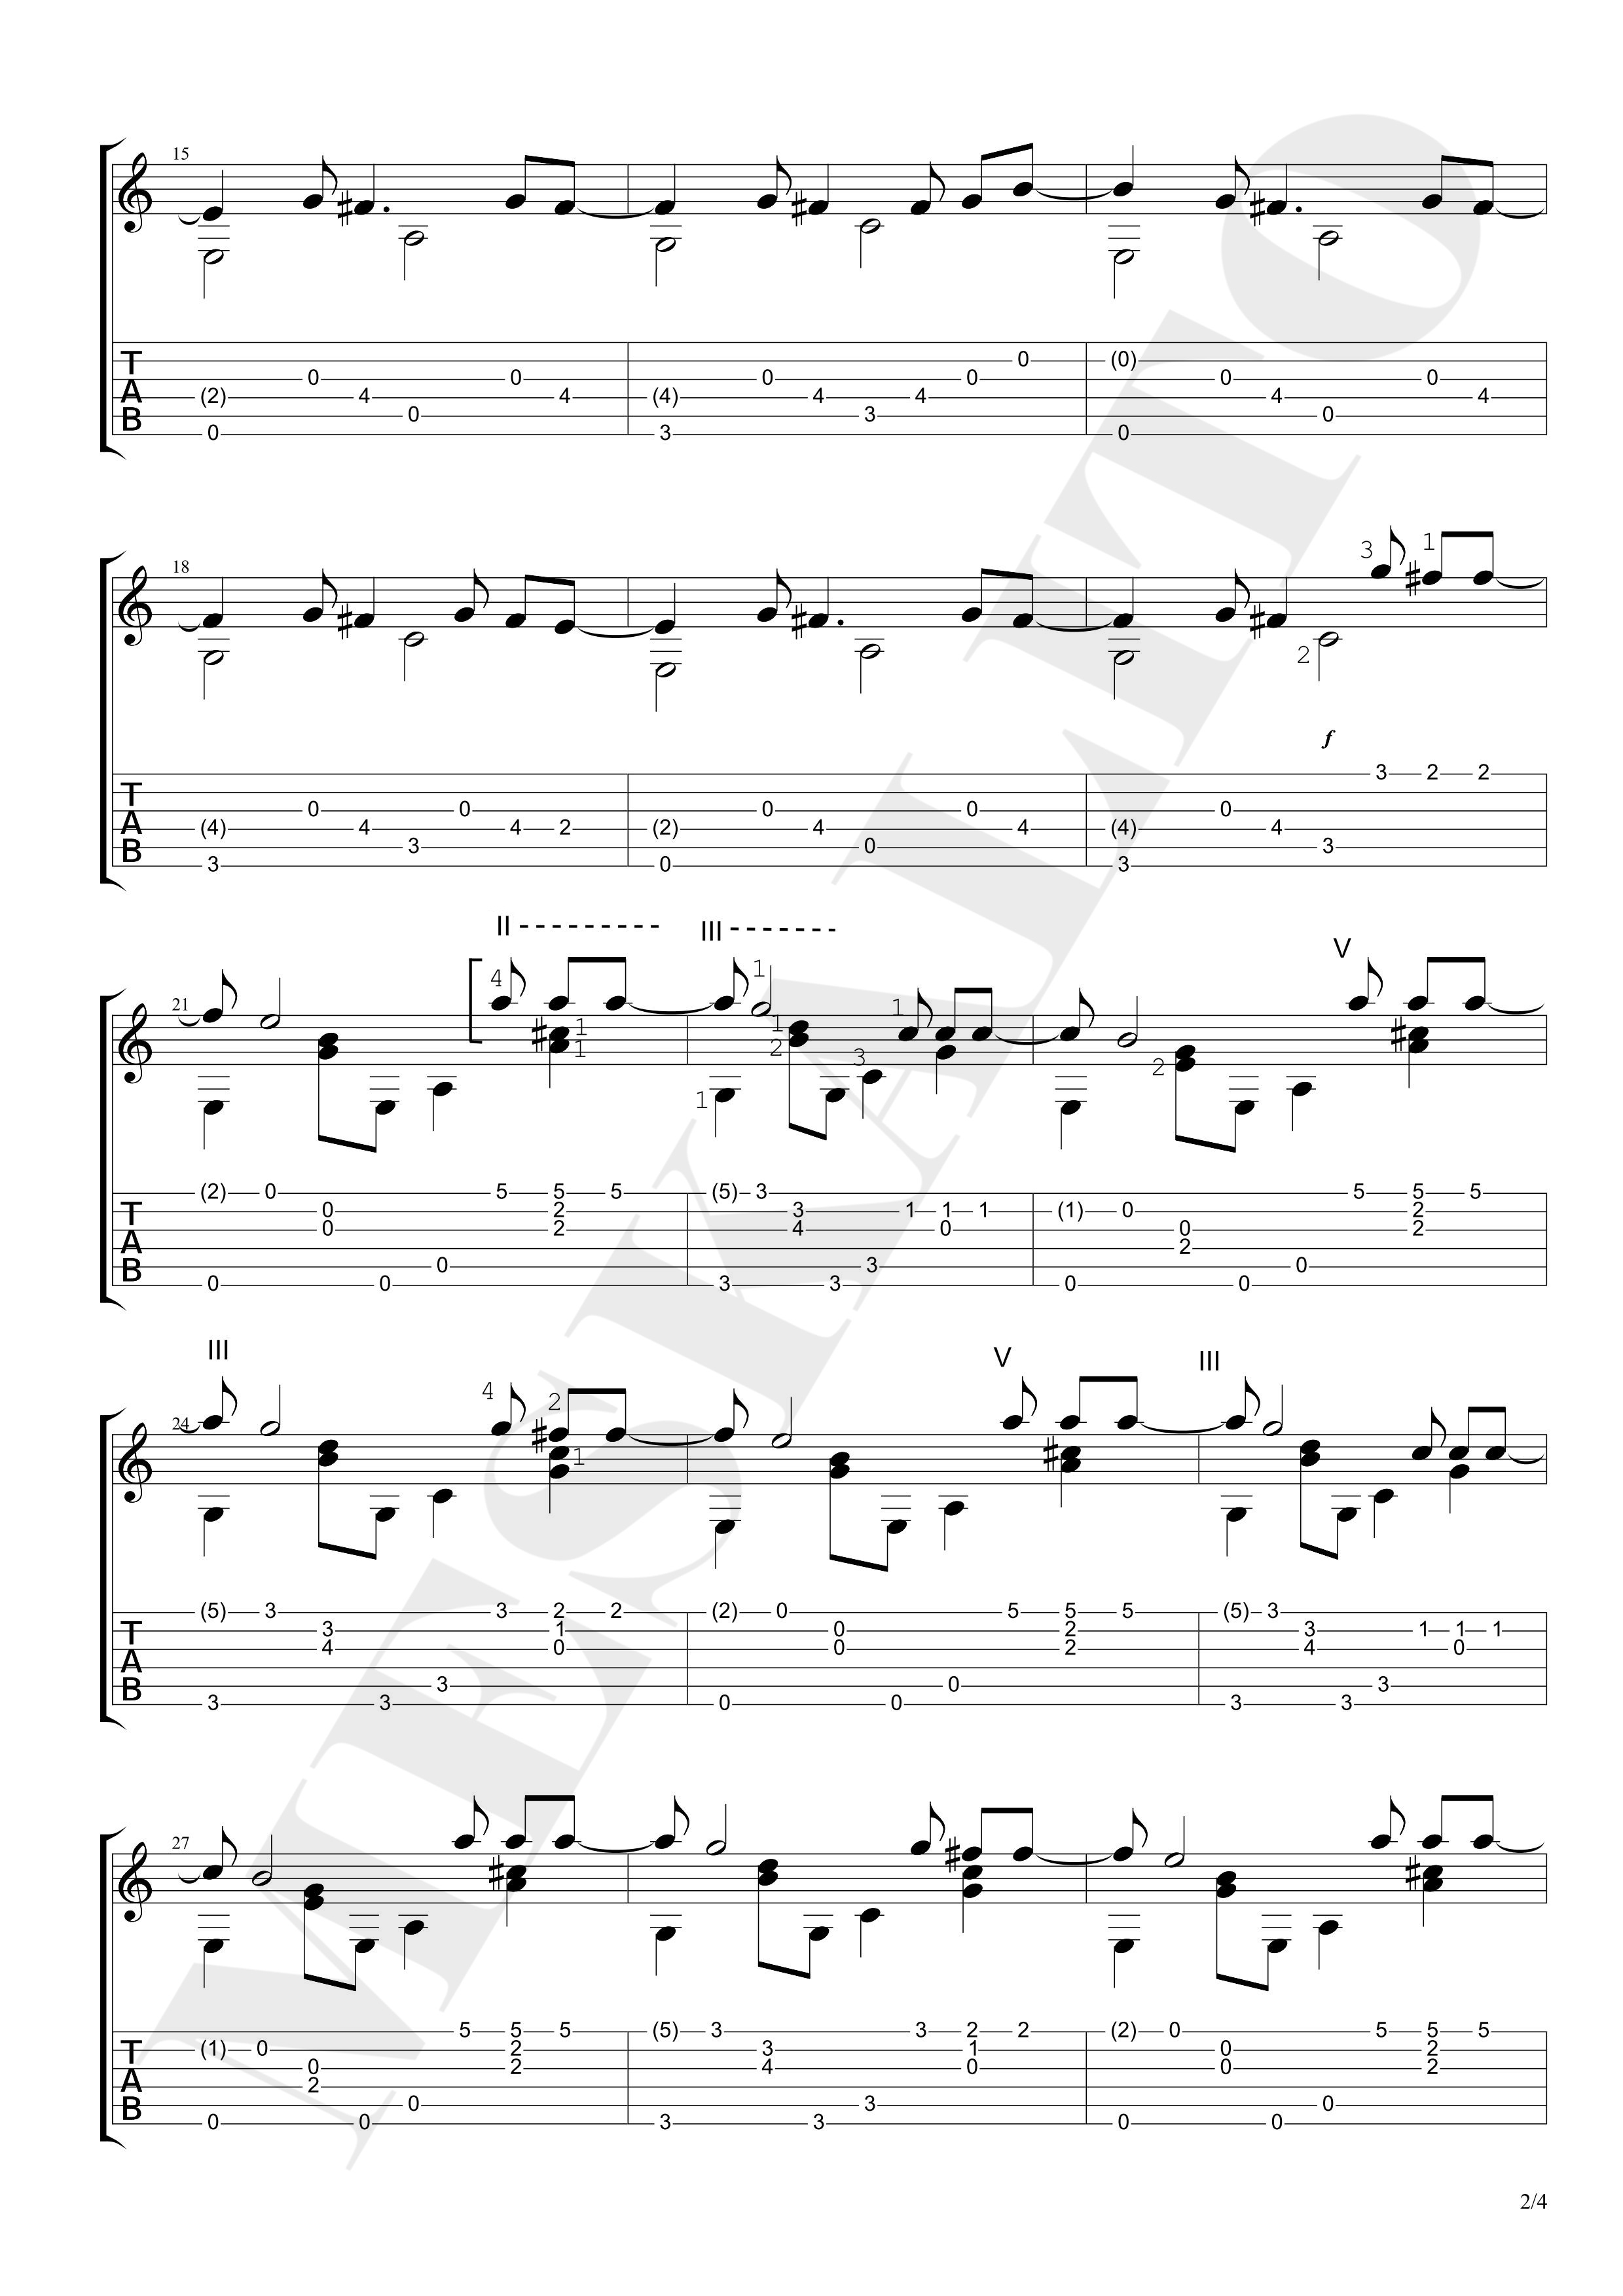 15
T
A
B
(2) 0 0 4 0 0 4 (4) 3 0 4 3 4 0 0 (0) 0 0 4 0 0 4
18
3 1
2
f
T
A
B
(4) 3 0 4 3 0 4 2 (2) 0 0 4 0 0 4 (4) 3 0 4 3 3 2 2
II --------- III ------- V
21
4 1 1 1 1 1 2 3 1 2
T
A
B
(2) 0 5 5 5 (5) 3 5 5 5
0 2 3 1 1 1 (1) 0 2
0 2 4 0 0 2
2
0 3 0
0 0 3 3 0 0
III V III
24
4 2 1
T
A
B
(5) 3 3 2 2 (2) 0 5 5 5 (5) 3
3 1 0 2 3 1 1 1
4 0 0 2 4 0
3 0 3
3 3 0 0 3 3
27
T
A
B
5 5 5 (5) 3 3 2 2 (2) 0 5 5 5
(1) 0 2 3 1 0 2
0 2 4 0 0 2
2
0 3 0
0 0 3 3 0 0
MESKALITO
2/4